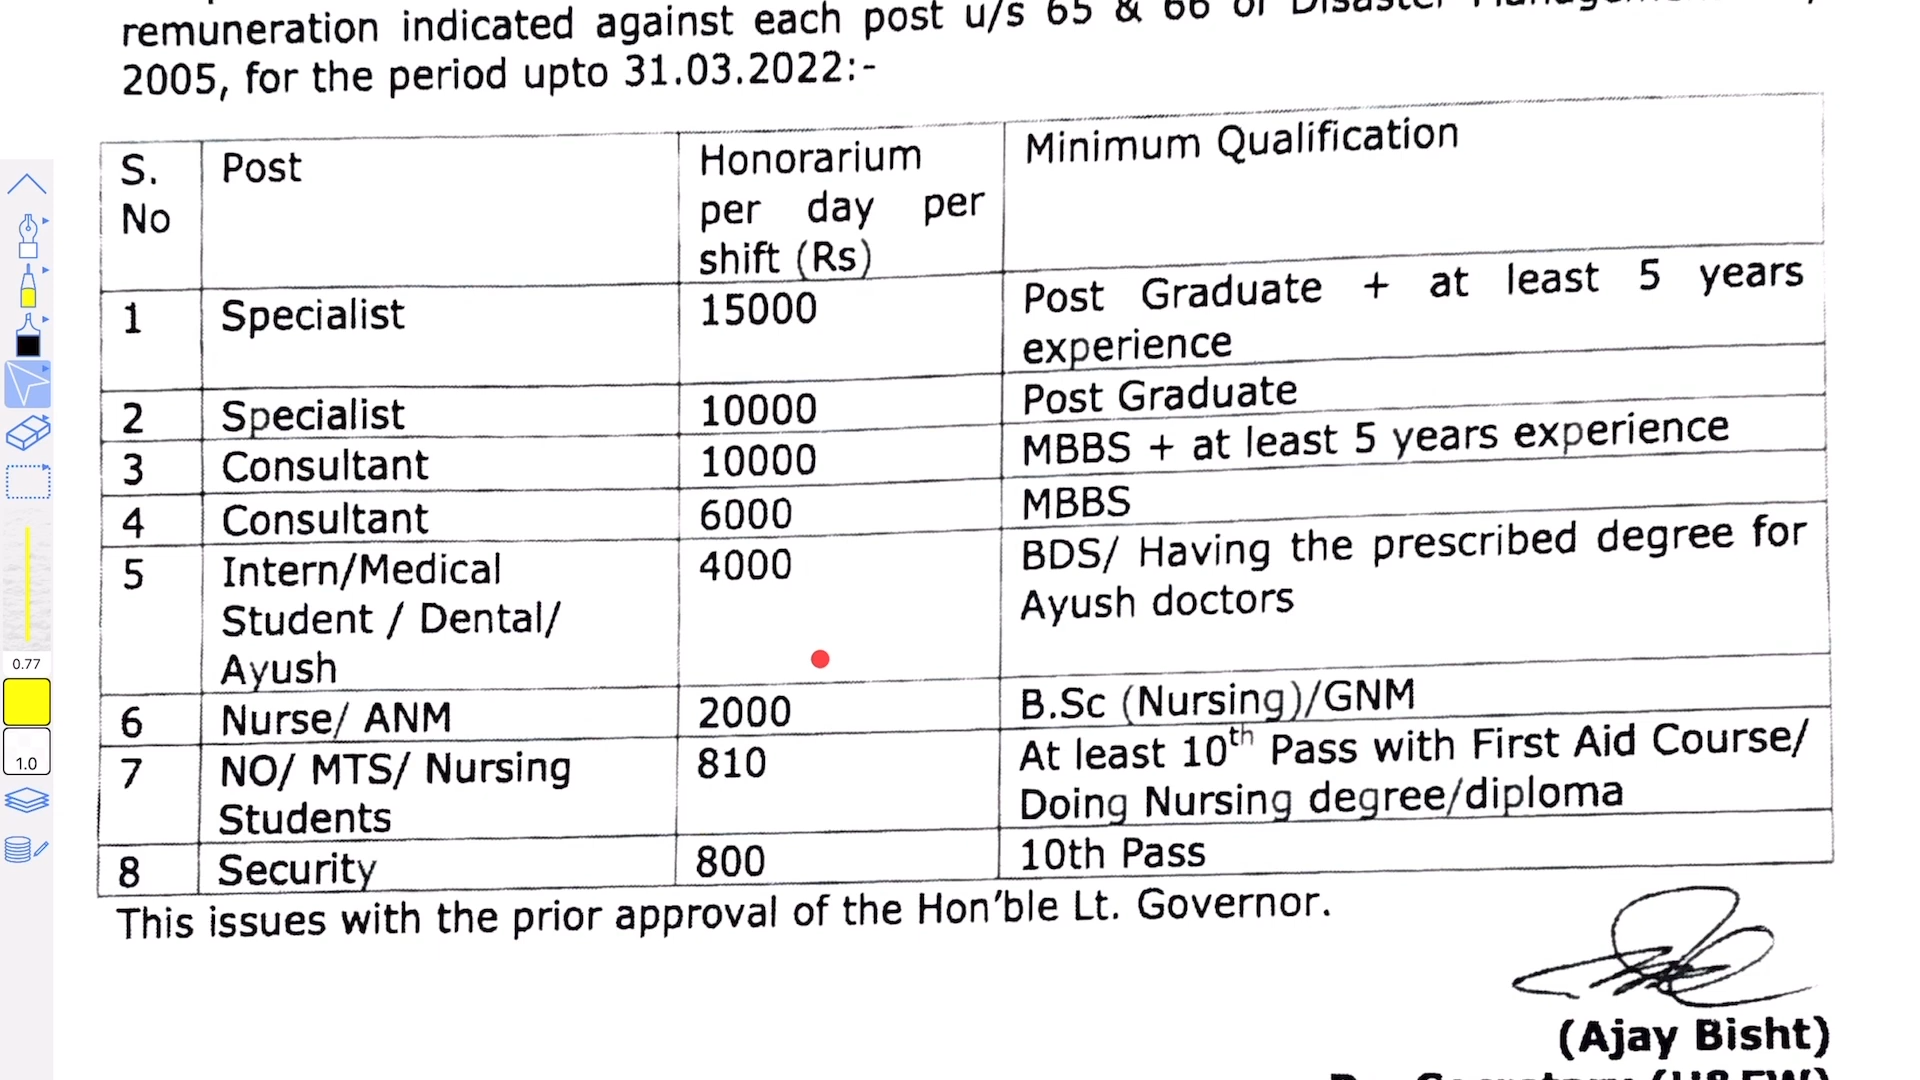 remuneration indicated against each post u/s 65 & 66 of Disaster
2005, for the period upto 31.03.2022:-
S. No Post Honorarium per day per shift (Rs) Minimum Qualification
1 Specialist 15000 Post Graduate + at least 5 years experience
2 Specialist 10000 Post Graduate
3 Consultant 10000 MBBS + at least 5 years experience
4 Consultant 6000 MBBS
5 Intern/Medical Student / Dental/ Ayush 4000 BDS/ Having the prescribed degree for Ayush doctors
6 Nurse/ ANM 2000 B.Sc (Nursing)/GNM
7 NO/ MTS/ Nursing Students 810 At least 10th Pass with First Aid Course/ Doing Nursing degree/diploma
8 Security 800 10th Pass
This issues with the prior approval of the Hon'ble Lt. Governor.
(Ajay Bisht)
0.77
1.0